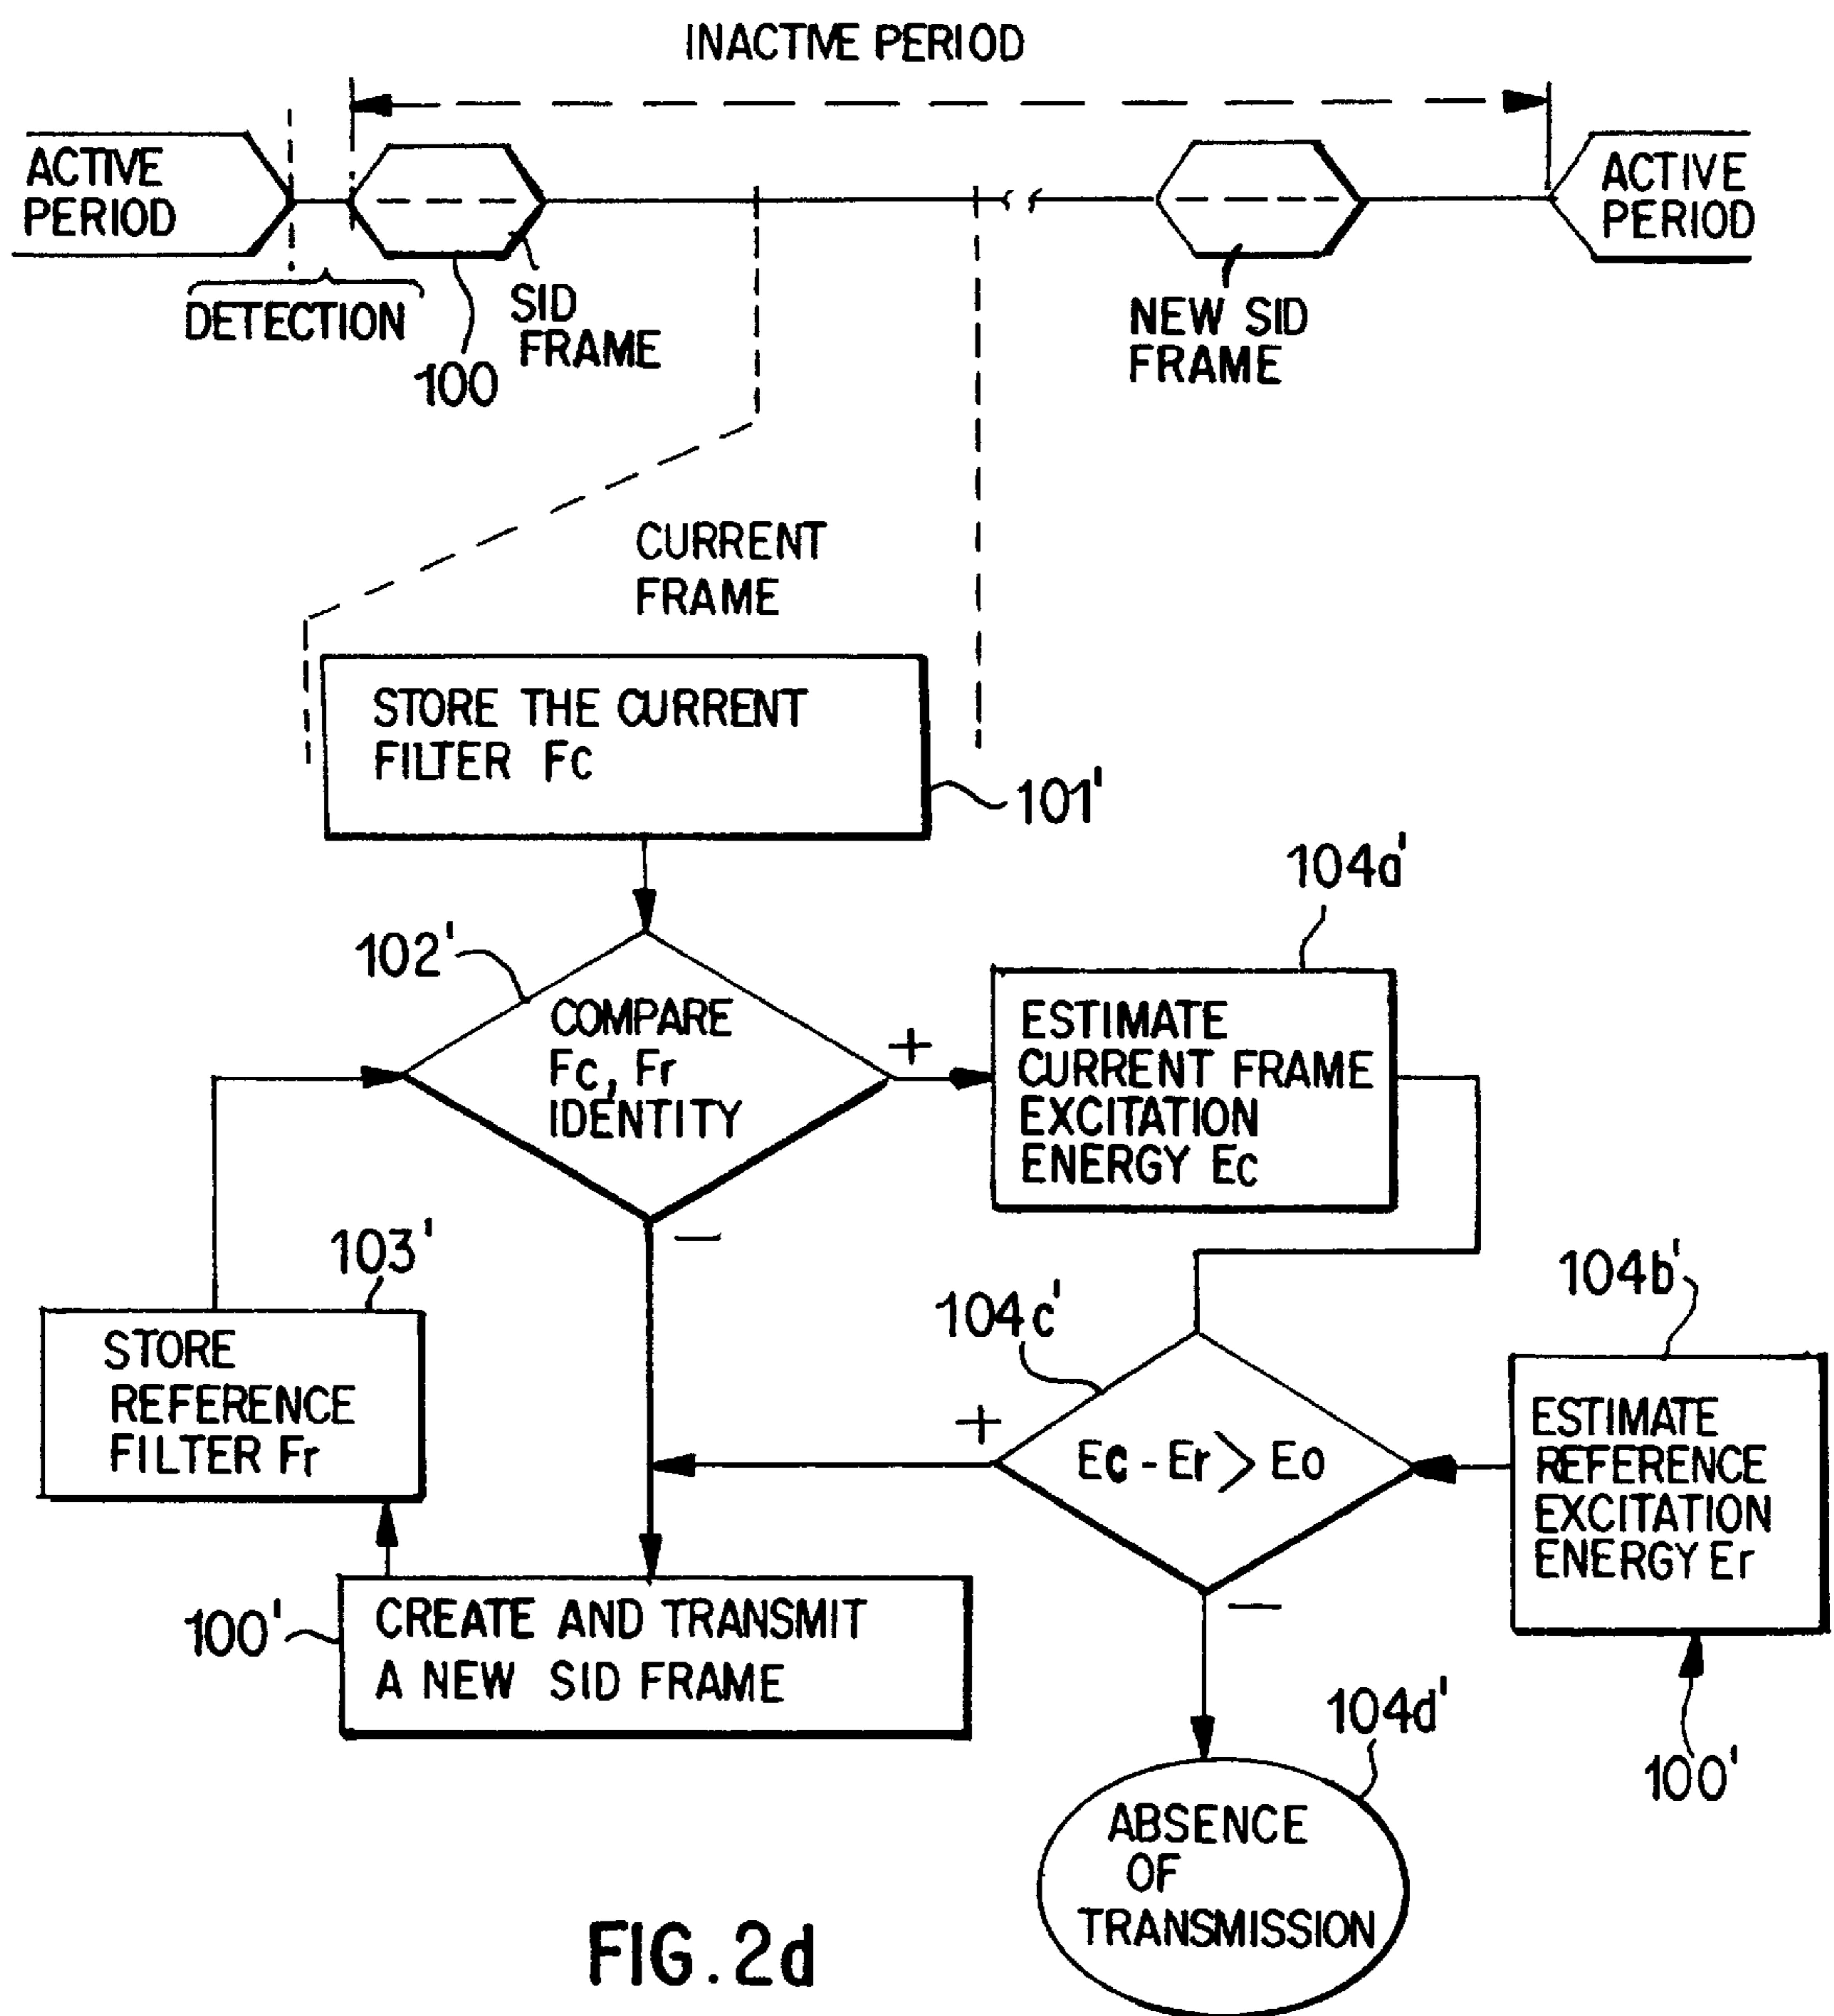 INACTIVE PERIOD
ACTIVE
PERIOD
ACTIVE
PERIOD
DETECTION
SID
FRAME
100
NEW SID
FRAME
CURRENT
FRAME
STORE THE CURRENT
FILTER Fc
101'
104a'
102'
COMPARE
Fc, Fr
IDENTITY
+
ESTIMATE
CURRENT FRAME
EXCITATION
ENERGY Ec
−
103'
STORE
REFERENCE
FILTER Fr
104c'
104b'
+
Ec - Er > Eo
ESTIMATE
REFERENCE
EXCITATION
ENERGY Er
−
100'
CREATE AND TRANSMIT
A NEW SID FRAME
104d'
100'
ABSENCE
OF
TRANSMISSION
FIG. 2d